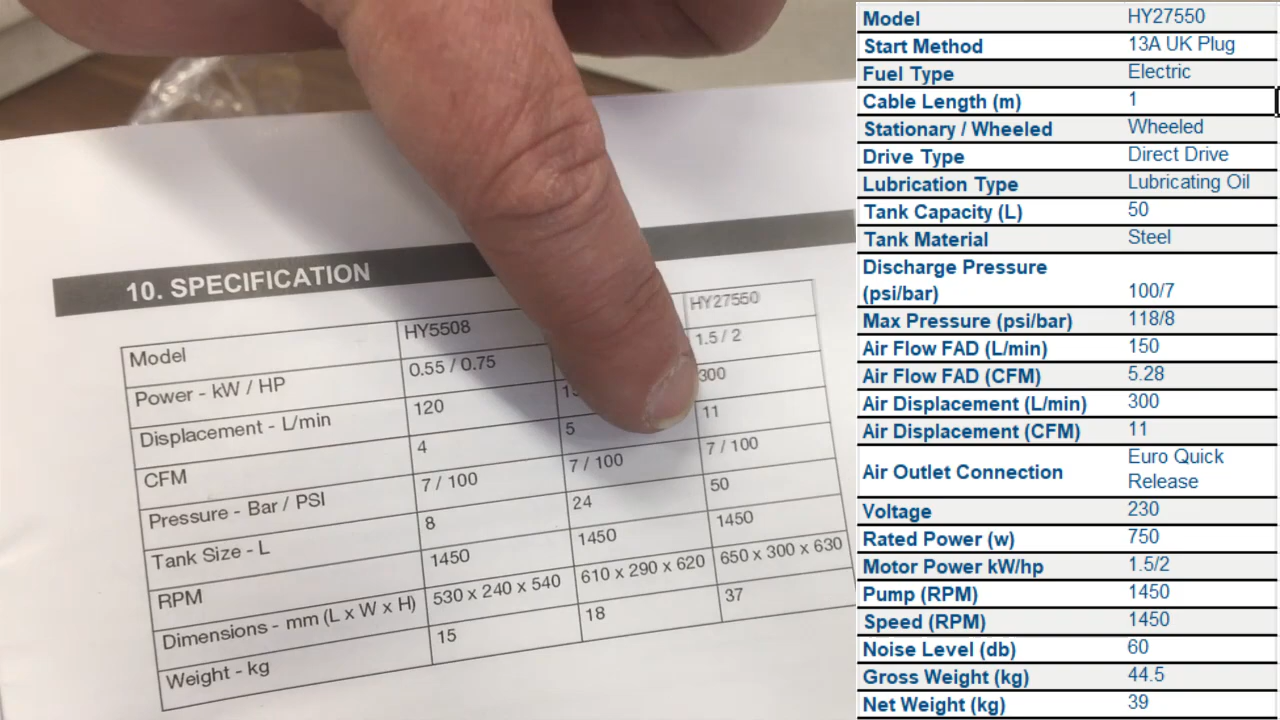 10. SPECIFICATION
Model HY5508 HY27550
Power - kW / HP 0.55 / 0.75 1.5 / 2
Displacement - L/min 120 300
CFM 4 5 11
Pressure - Bar / PSI 7 / 100 7 / 100 7 / 100
Tank Size - L 8 24 50
RPM 1450 1450 1450
Dimensions - mm (L x W x H) 530 x 240 x 540 610 x 290 x 620 650 x 300 x 630
Weight - kg 15 18 37
Model HY27550
Start Method 13A UK Plug
Fuel Type Electric
Cable Length (m) 1
Stationary / Wheeled Wheeled
Drive Type Direct Drive
Lubrication Type Lubricating Oil
Tank Capacity (L) 50
Tank Material Steel
Discharge Pressure
(psi/bar) 100/7
Max Pressure (psi/bar) 118/8
Air Flow FAD (L/min) 150
Air Flow FAD (CFM) 5.28
Air Displacement (L/min) 300
Air Displacement (CFM) 11
Air Outlet Connection Euro Quick
Release
Voltage 230
Rated Power (w) 750
Motor Power kW/hp 1.5/2
Pump (RPM) 1450
Speed (RPM) 1450
Noise Level (db) 60
Gross Weight (kg) 44.5
Net Weight (kg) 39